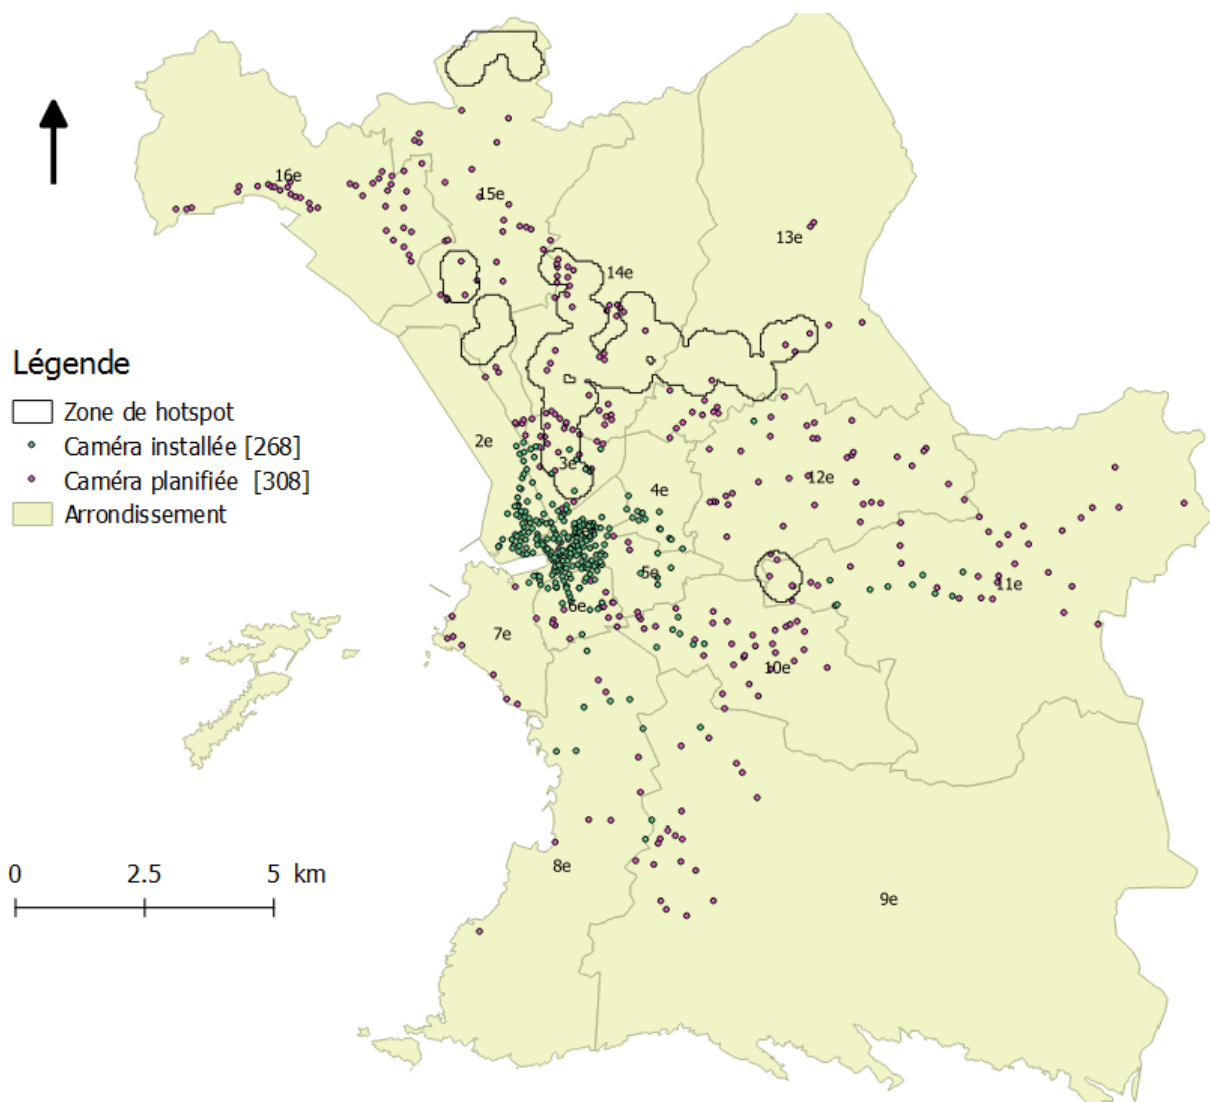 16e
15e
13e
14e
Légende
Zone de hotspot
Caméra installée [268]
Caméra planifiée [308]
Arrondissement
2e
3e
4e
12e
5e
11e
6e
7e
10e
0 2.5 5 km
8e
9e